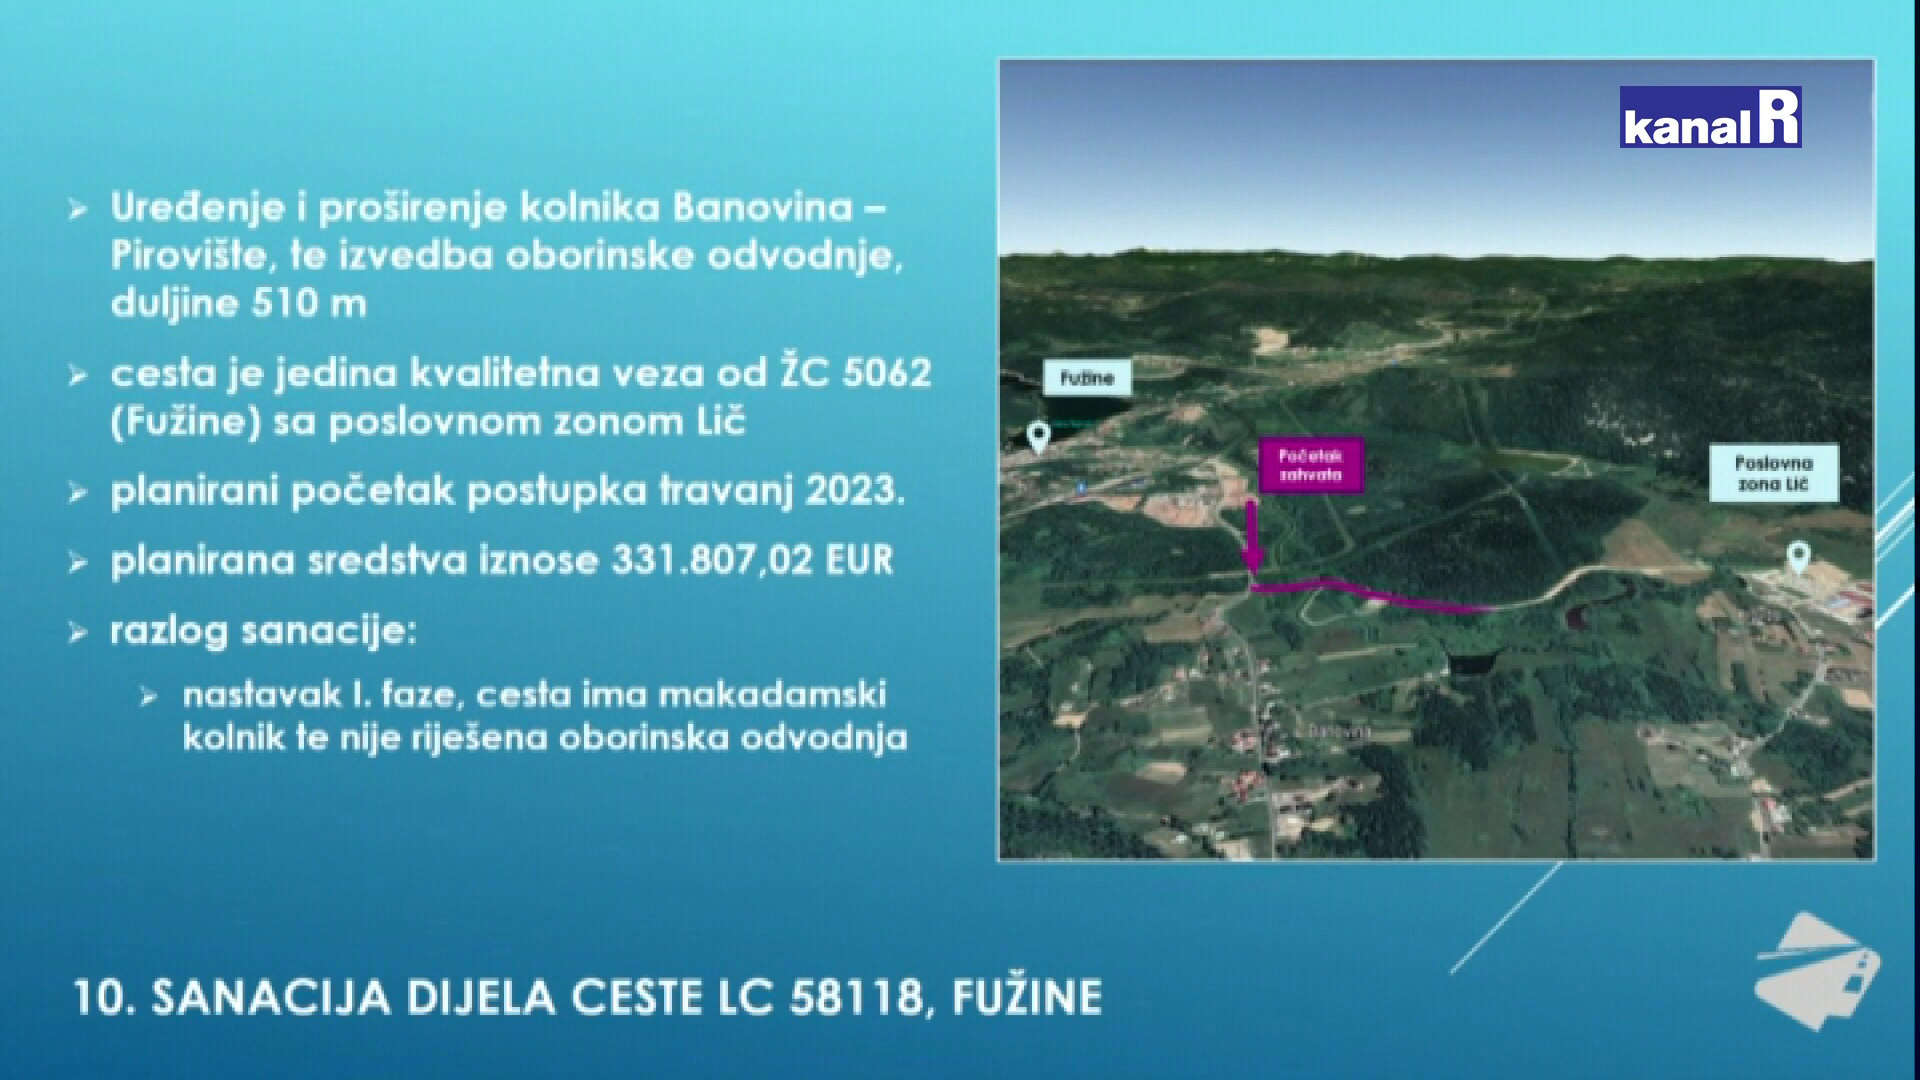 kanal R
Uređenje i proširenje kolnika Banovina –
Pirovište, te izvedba oborinske odvodnje,
duljine 510 m
cesta je jedina kvalitetna veza od ŽC 5062
(Fužine) sa poslovnom zonom Lič
planirani početak postupka travanj 2023.
planirana sredstva iznose 331.807,02 EUR
razlog sanacije:
nastavak I. faze, cesta ima makadamski
kolnik te nije riješena oborinska odvodnja
Fužine
Početak
zahvata
Poslovna
zona Lič
10. SANACIJA DIJELA CESTE LC 58118, FUŽINE